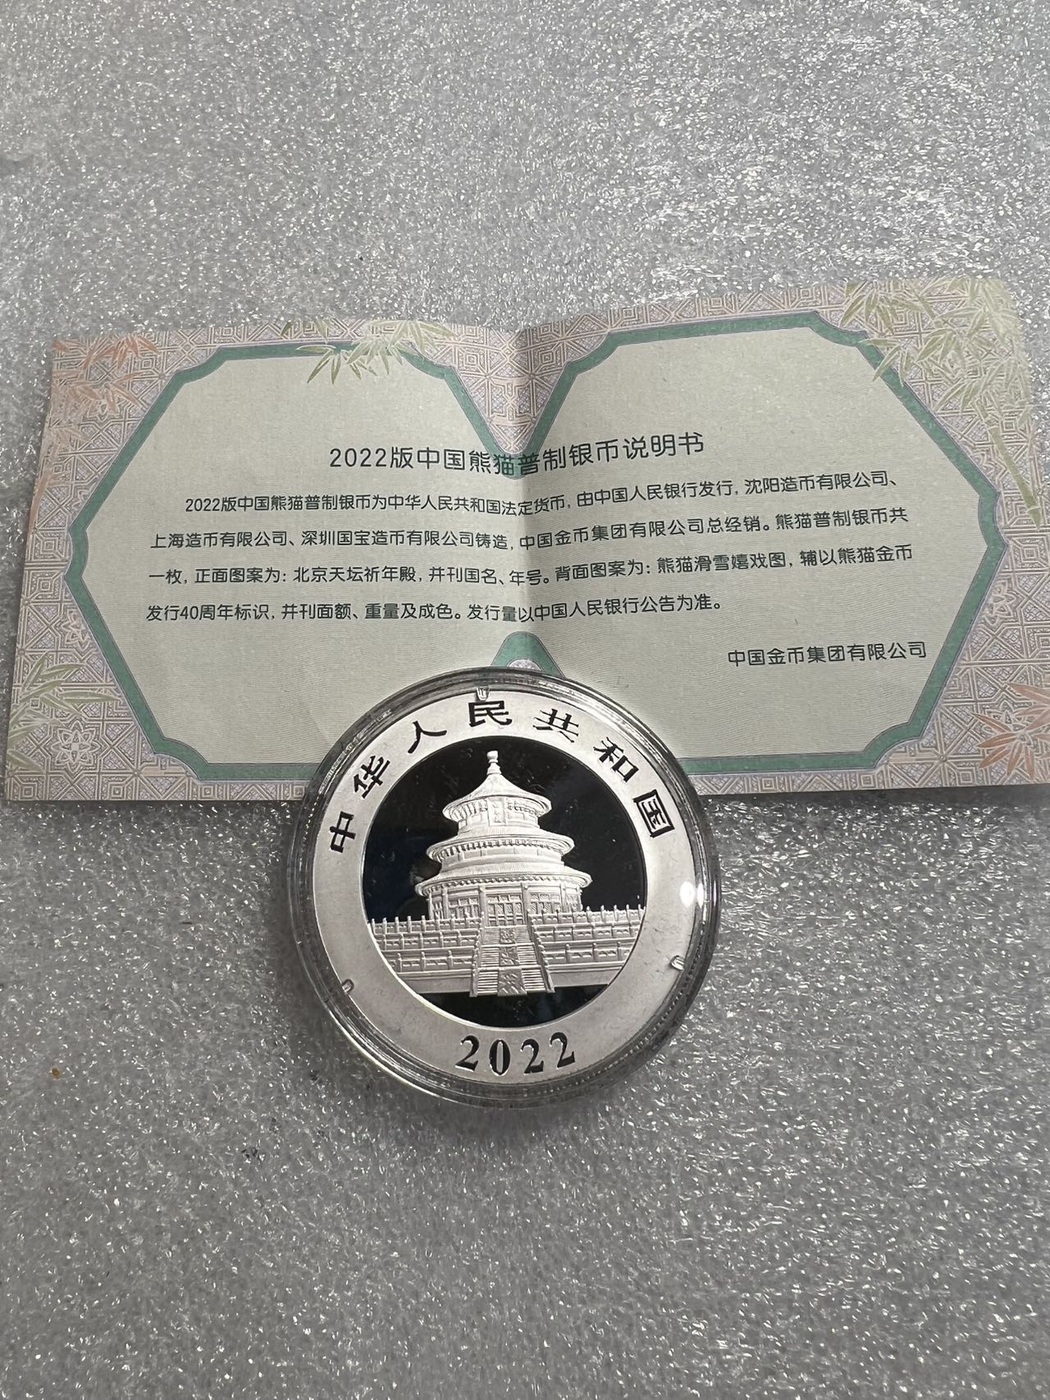 2022版中国熊猫普制银币说明书
2022版中国熊猫普制银币为中华人民共和国法定货币，由中国人民银行发行，沈阳造币有限公司、
上海造币有限公司、深圳国宝造币有限公司铸造，中国金币集团有限公司总经销。熊猫普制银币共
一枚，正面图案为：北京天坛祈年殿，并刊国名、年号。背面图案为：熊猫滑雪嬉戏图，辅以熊猫金币
发行40周年标识，并刊面额、重量及成色。发行量以中国人民银行公告为准。
中国金币集团有限公司
中华人民共和国
2022